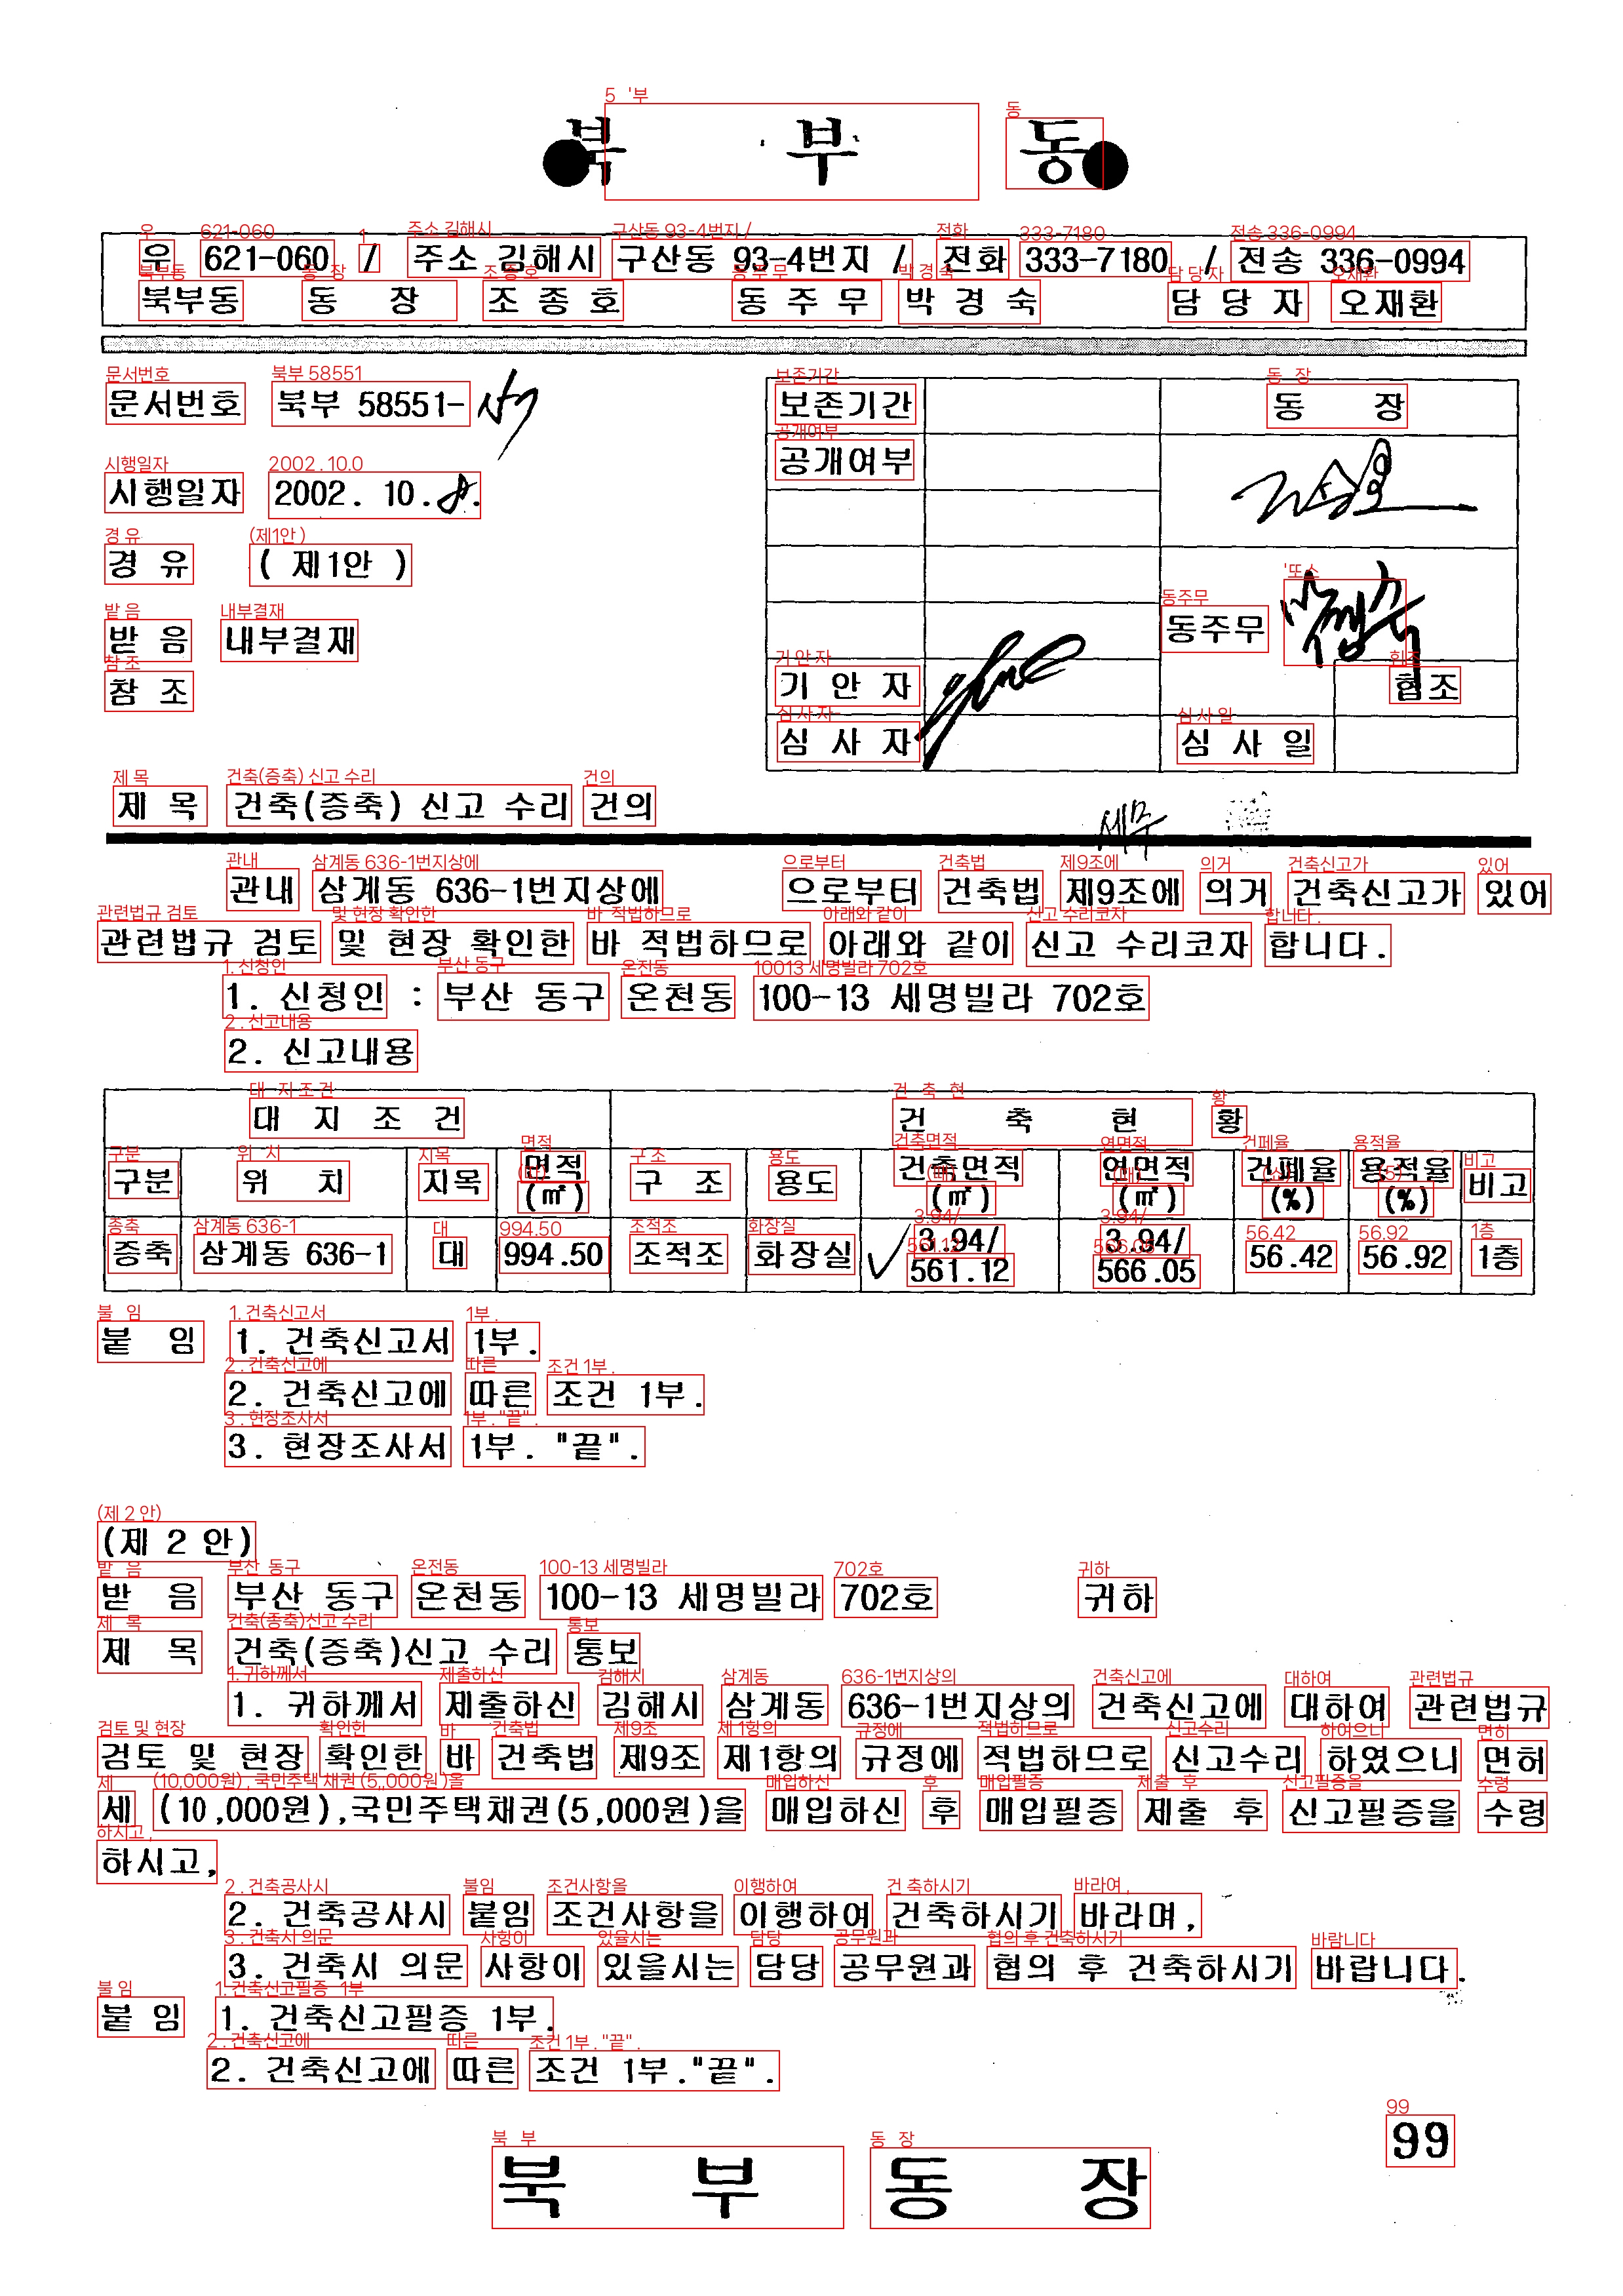 북 부 동
우 621-060 / 주소 김해시 구산동 93-4번지 / 전화 333-7180 / 전송 336-0994
북부동 동 장 조 종 호 동 주 무 박 경 숙 담 당 자 오재환
문서번호 북부 58551-
시행일자 2002. 10. 8.
경 유 ( 제1안 )
받 음 내부결재
참 조
보존기간 동 장
공개여부
동주무
기 안 자 협조
심 사 자 심 사 일
제 목 건축(증축) 신고 수리 건의
관내 삼계동 636-1번지상에 으로부터 건축법 제9조에 의거 건축신고가 있어
관련법규 검토 및 현장 확인한 바 적법하므로 아래와 같이 신고 수리코자 합니다.
1. 신청인 : 부산 동구 온천동 100-13 세명빌라 702호
2. 신고내용
대 지 조 건 건 축 현 황
구분 위 치 지목 면적(㎡) 구 조 용도 건축면적(㎡) 연면적(㎡) 건폐율(%) 용적율(%) 비고
증축 삼계동 636-1 대 994.50 조적조 화장실 3.94/561.12 3.94/566.05 56.42 56.92 1층
붙 임 1. 건축신고서 1부.
2. 건축신고에 따른 조건 1부.
3. 현장조사서 1부. "끝".
(제 2 안)
받 음 부산 동구 온천동 100-13 세명빌라 702호 귀하
제 목 건축(증축)신고 수리 통보
1. 귀하께서 제출하신 김해시 삼계동 636-1번지상의 건축신고에 대하여 관련법규
검토 및 현장 확인한 바 건축법 제9조 제1항의 규정에 적법하므로 신고수리 하였으니 면허
세 (10,000원),국민주택채권(5,000원)을 매입하신 후 매입필증 제출 후 신고필증을 수령
하시고,
2. 건축공사시 붙임 조건사항을 이행하여 건축하시기 바라며,
3. 건축시 의문 사항이 있을시는 담당 공무원과 협의 후 건축하시기 바랍니다.
붙 임 1. 건축신고필증 1부.
2. 건축신고에 따른 조건 1부."끝".
99
북 부 동 장